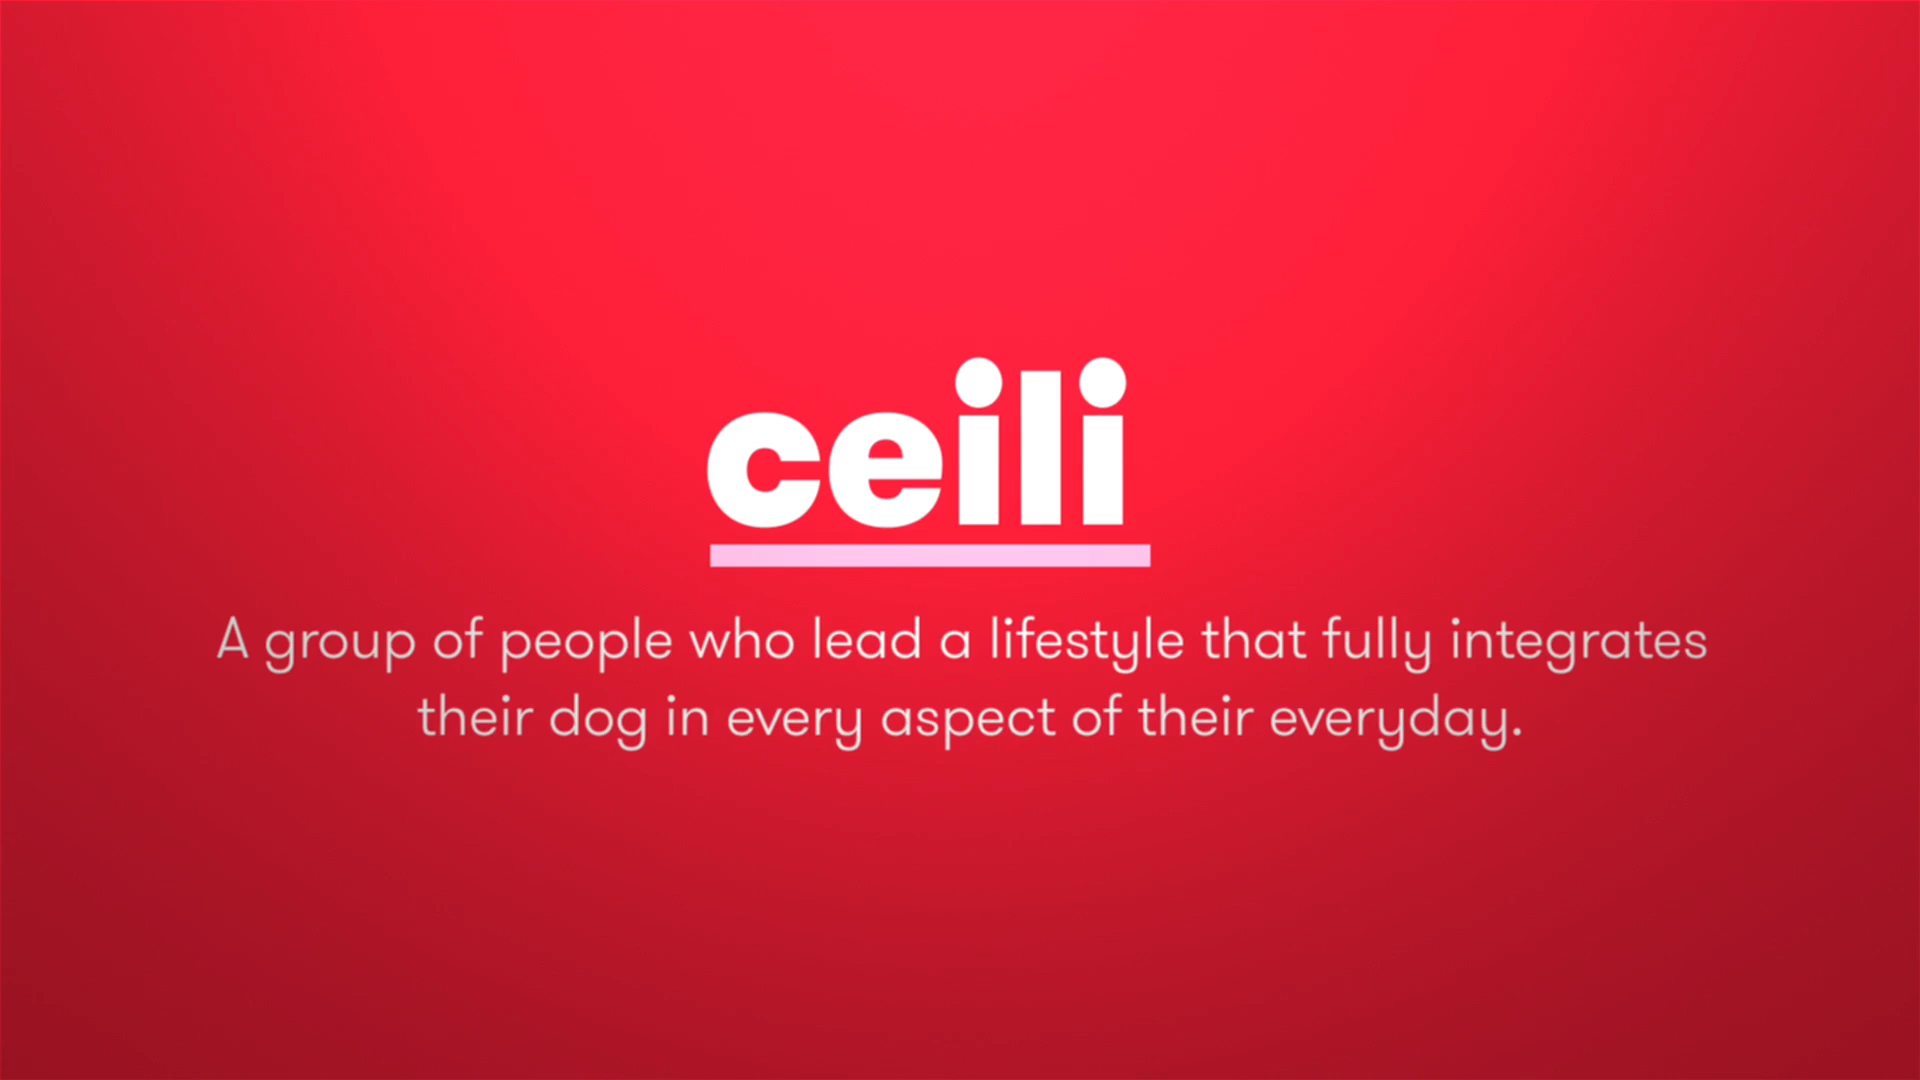 ceili
A group of people who lead a lifestyle that fully integrates
their dog in every aspect of their everyday.